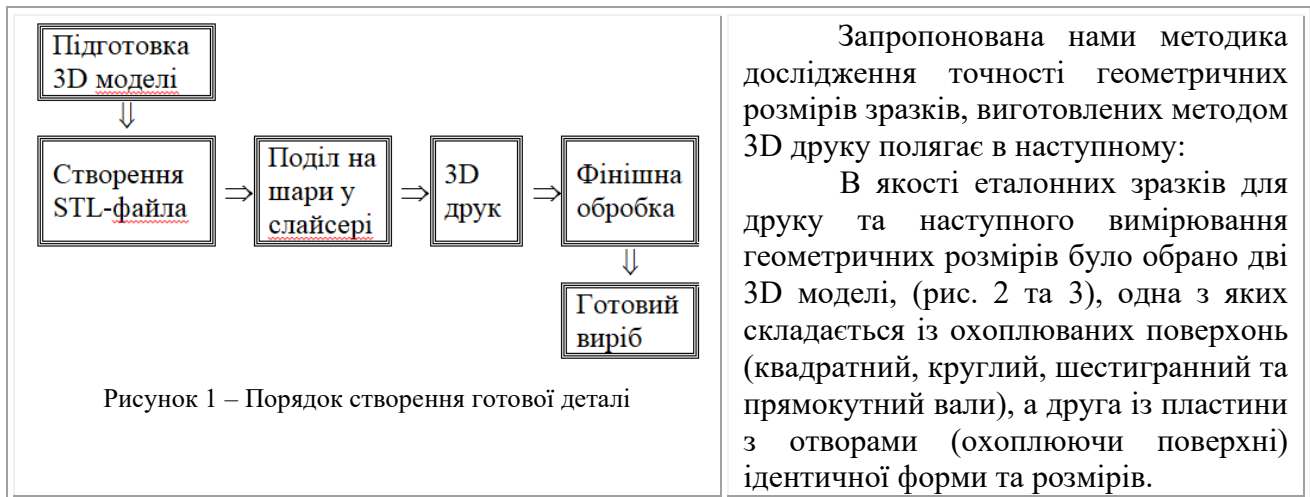 Підготовка
3D моделі
⇓
Створення
STL-файла
⇒
Поділ на
шари у
слайсері
⇒
3D
друк
⇒
Фінішна
обробка
⇓
Готовий
виріб
Рисунок 1 – Порядок створення готової деталі
Запропонована нами методика
дослідження точності геометричних
розмірів зразків, виготовлених методом
3D друку полягає в наступному:
В якості еталонних зразків для
друку та наступного вимірювання
геометричних розмірів було обрано дві
3D моделі, (рис. 2 та 3), одна з яких
складається із охоплюваних поверхонь
(квадратний, круглий, шестигранний та
прямокутний вали), а друга із пластини
з отворами (охоплюючи поверхні)
ідентичної форми та розмірів.